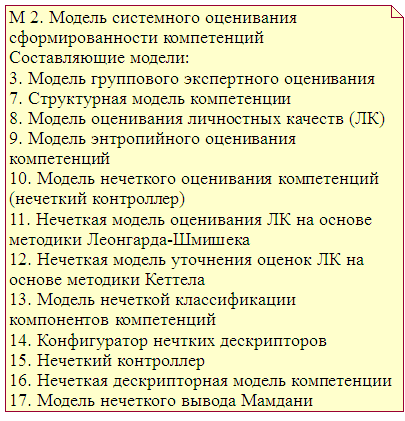 М 2. Модель системного оценивания
сформированности компетенций
Составляющие модели:
3. Модель группового экспертного оценивания
7. Структурная модель компетенции
8. Модель оценивания личностных качеств (ЛК)
9. Модель энтропийного оценивания
компетенций
10. Модель нечеткого оценивания компетенций
(нечеткий контроллер)
11. Нечеткая модель оценивания ЛК на основе
методики Леонгарда-Шмишека
12. Нечеткая модель уточнения оценок ЛК на
основе методики Кеттела
13. Модель нечеткой классификации
компонентов компетенций
14. Конфигуратор нечтких дескрипторов
15. Нечеткий контроллер
16. Нечеткая дескрипторная модель компетенции
17. Модель нечеткого вывода Мамдани